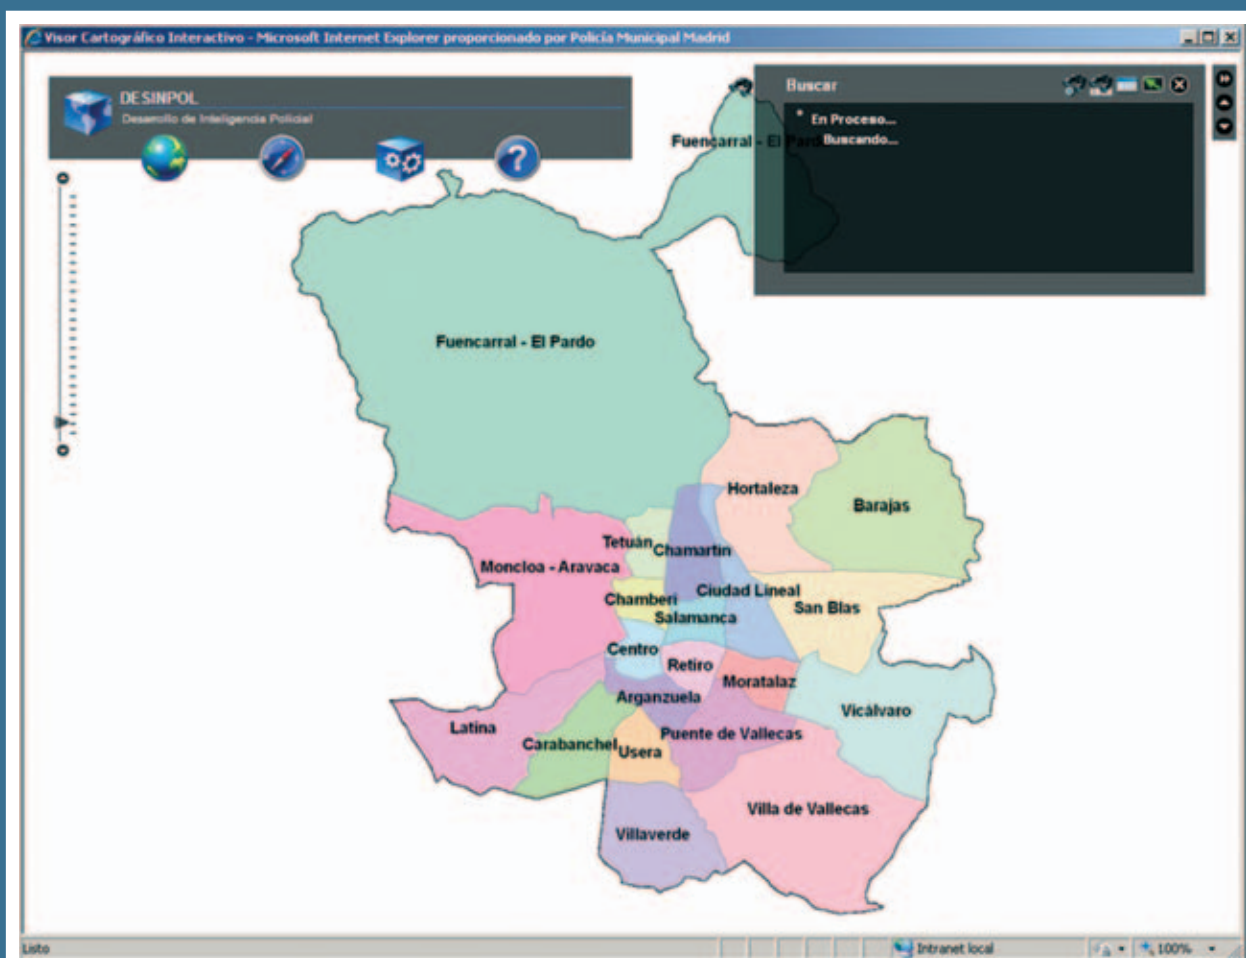 Visor Cartográfico Interactivo - Microsoft Internet Explorer proporcionado por Policía Municipal Madrid
DESINPOL
Desarrollo de Inteligencia Policial
Buscar
En Proceso...
Buscando...
Fuencarral - El Pardo
Fuencarral - El Pardo
Hortaleza
Barajas
Tetuán
Chamartín
Moncloa - Aravaca
Ciudad Lineal
Chamberí
San Blas
Salamanca
Centro
Retiro
Moratalaz
Arganzuela
Vicálvaro
Latina
Puente de Vallecas
Carabanchel
Usera
Villa de Vallecas
Villaverde
Listo
Intranet local
100%